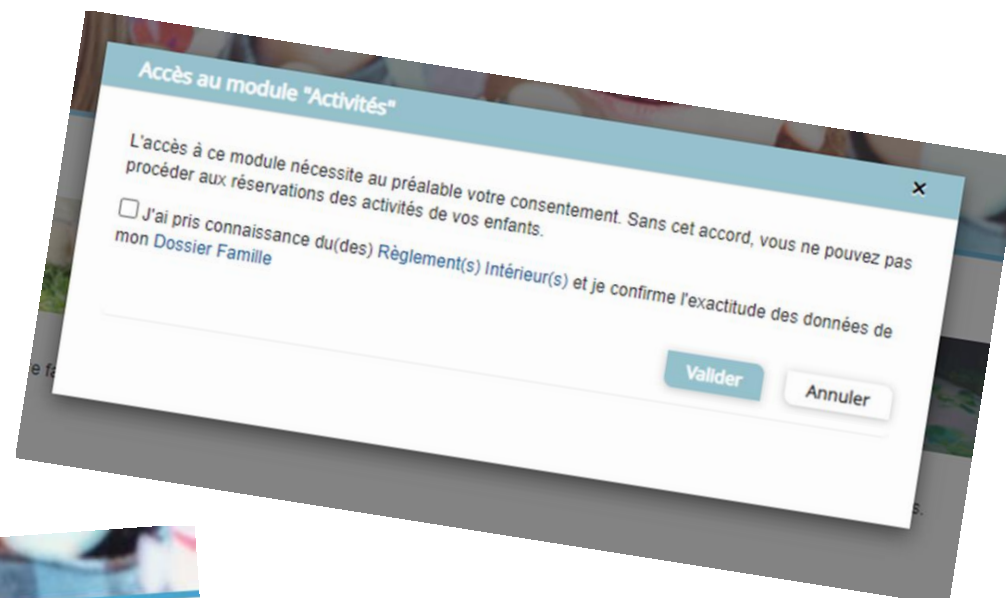 Accès au module "Activités"
L'accès à ce module nécessite au préalable votre consentement. Sans cet accord, vous ne pouvez pas
procéder aux réservations des activités de vos enfants.
J'ai pris connaissance du(des) Règlement(s) Intérieur(s) et je confirme l'exactitude des données de
mon Dossier Famille
Valider
Annuler